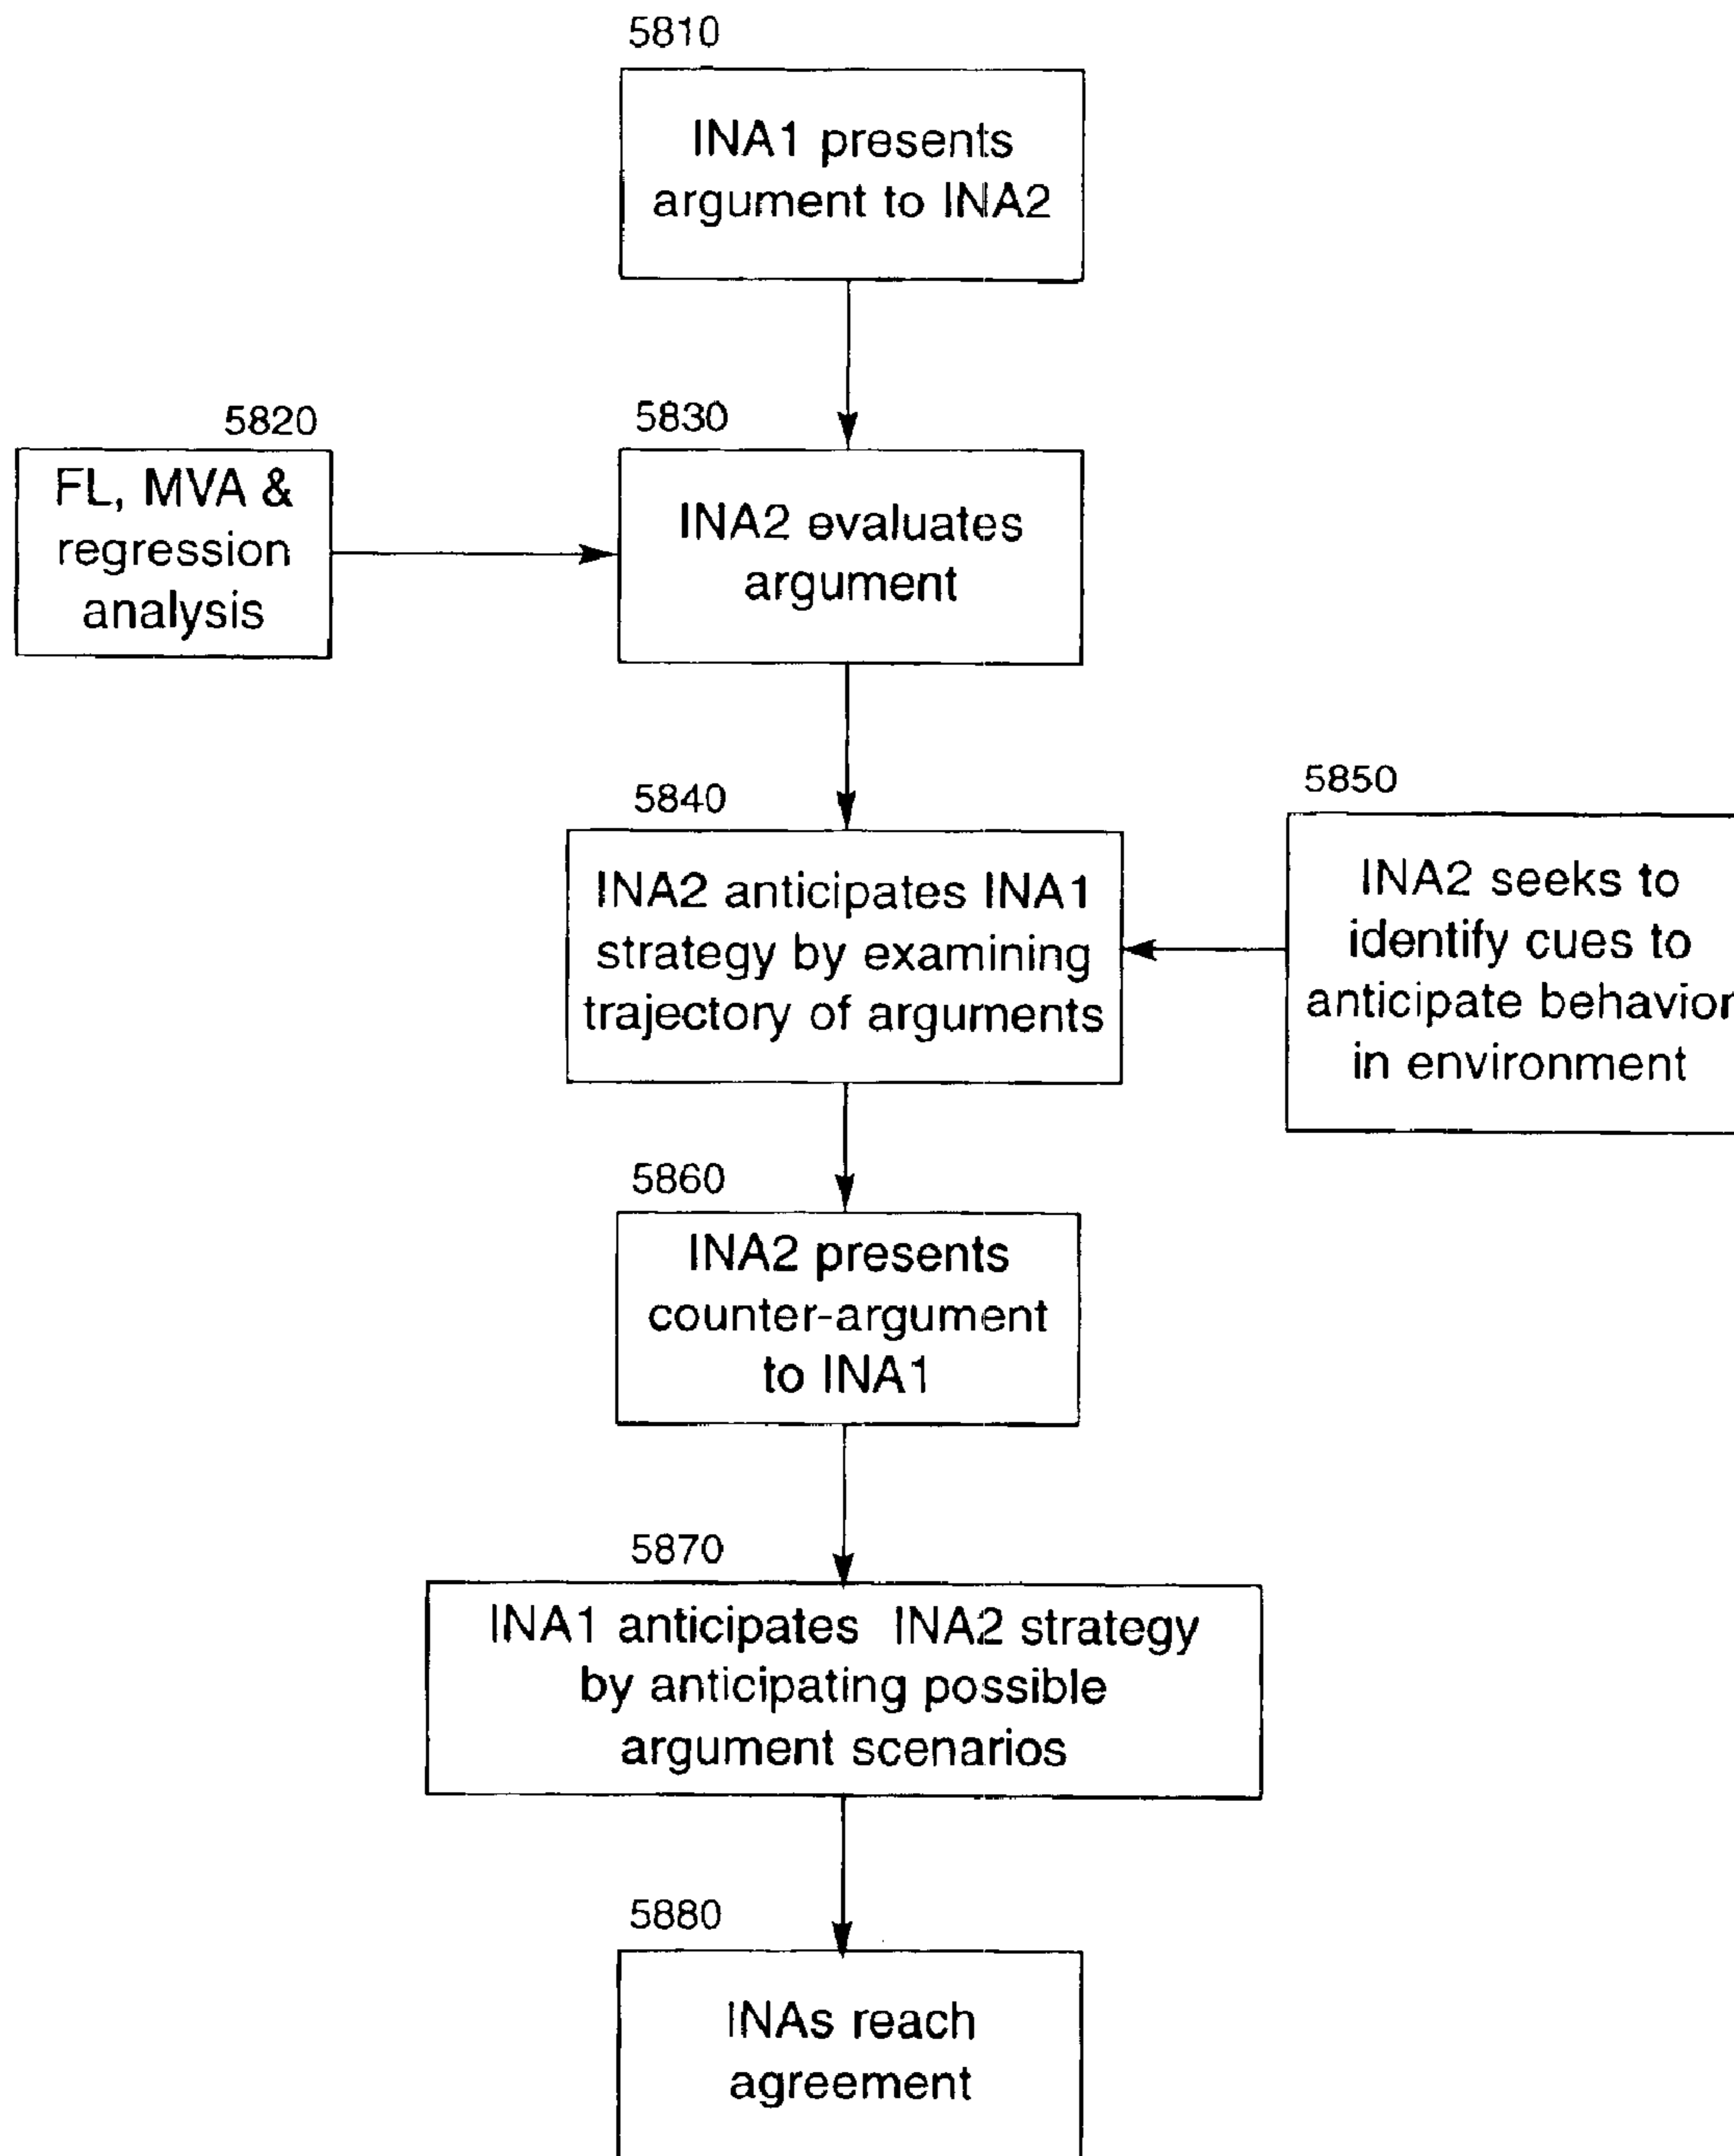 5810
INA1 presents
argument to INA2
5820
FL, MVA &
regression
analysis
5830
INA2 evaluates
argument
5840
INA2 anticipates INA1
strategy by examining
trajectory of arguments
5850
INA2 seeks to
identify cues to
anticipate behavior
in environment
5860
INA2 presents
counter-argument
to INA1
5870
INA1 anticipates INA2 strategy
by anticipating possible
argument scenarios
5880
INAs reach
agreement